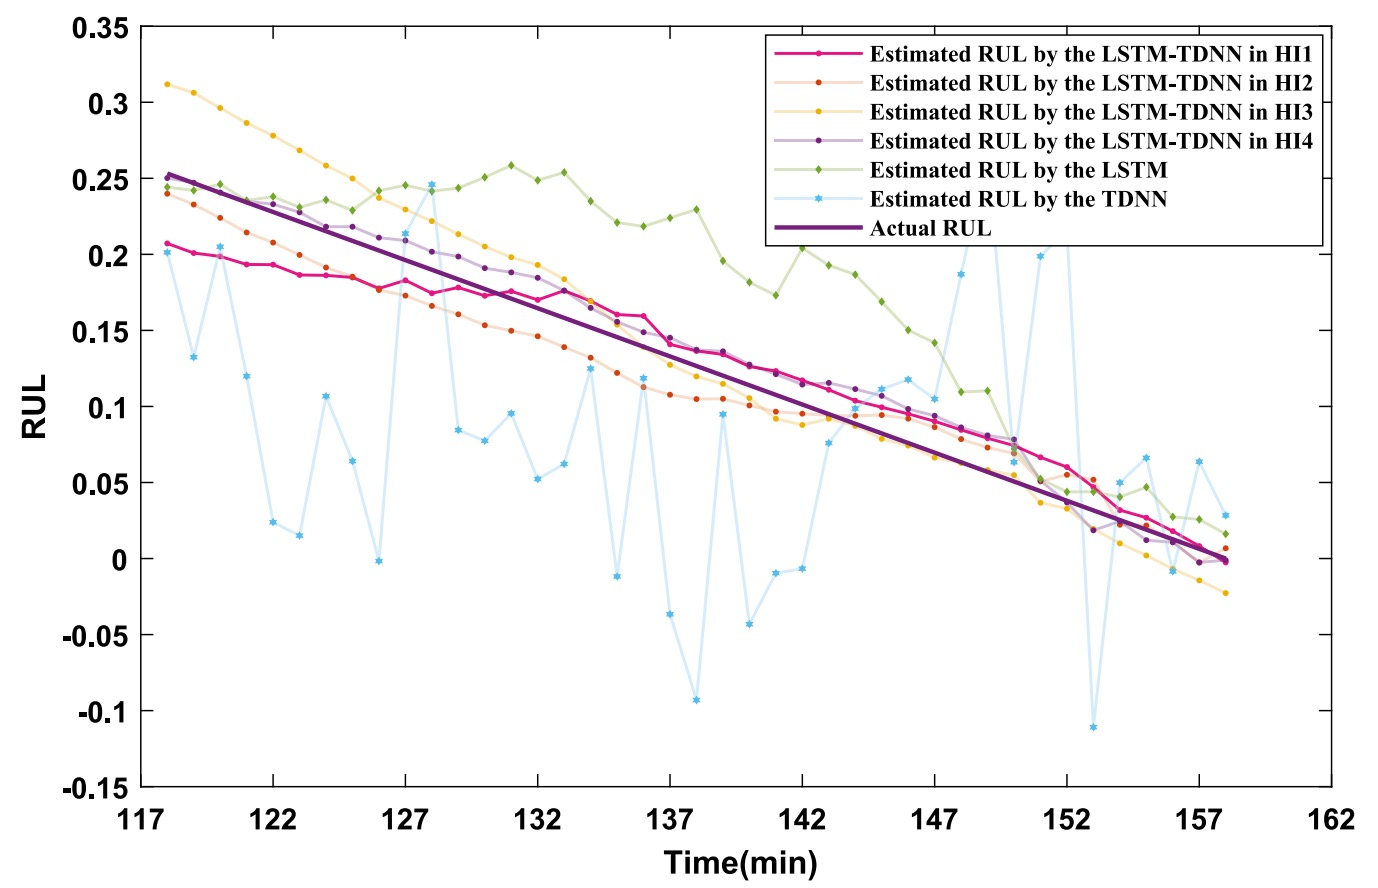 0.35
0.3
0.25
0.2
0.15
0.1
0.05
0
-0.05
-0.1
-0.15
RUL
Estimated RUL by the LSTM-TDNN in HI1
Estimated RUL by the LSTM-TDNN in HI2
Estimated RUL by the LSTM-TDNN in HI3
Estimated RUL by the LSTM-TDNN in HI4
Estimated RUL by the LSTM
Estimated RUL by the TDNN
Actual RUL
117 122 127 132 137 142 147 152 157 162
Time(min)